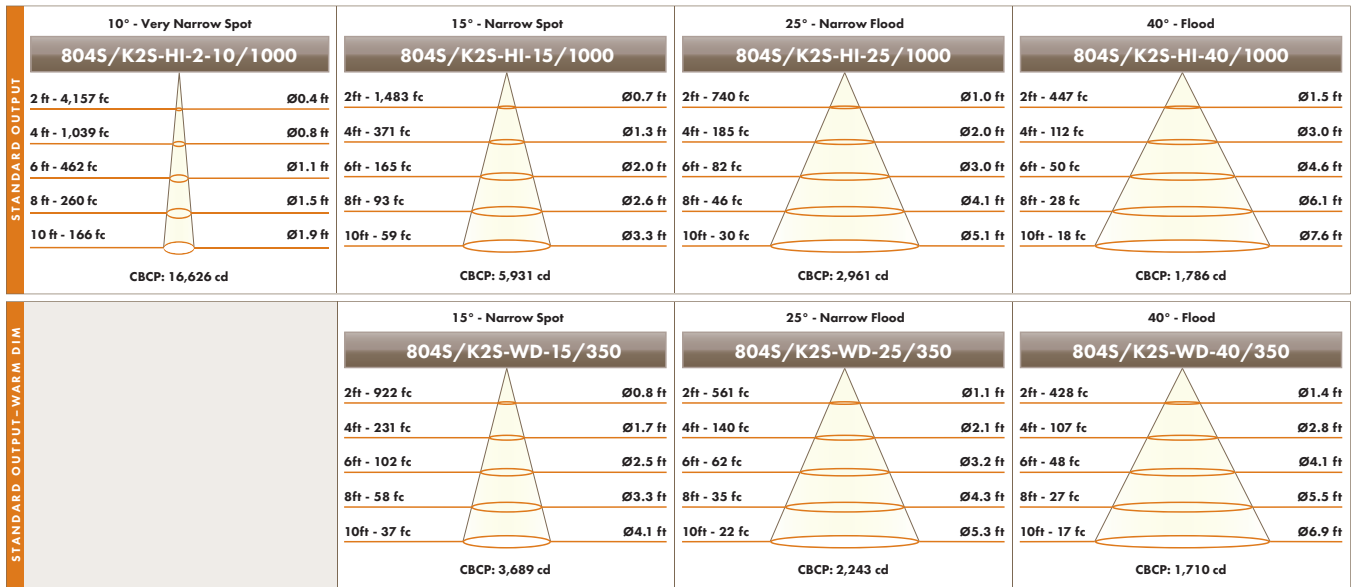 STANDARD OUTPUT
10° - Very Narrow Spot
804S/K2S-HI-2-10/1000
2 ft - 4,157 fc Ø0.4 ft
4 ft - 1,039 fc Ø0.8 ft
6 ft - 462 fc Ø1.1 ft
8 ft - 260 fc Ø1.5 ft
10 ft - 166 fc Ø1.9 ft
CBCP: 16,626 cd
15° - Narrow Spot
804S/K2S-HI-15/1000
2ft - 1,483 fc Ø0.7 ft
4ft - 371 fc Ø1.3 ft
6ft - 165 fc Ø2.0 ft
8ft - 93 fc Ø2.6 ft
10ft - 59 fc Ø3.3 ft
CBCP: 5,931 cd
25° - Narrow Flood
804S/K2S-HI-25/1000
2ft - 740 fc Ø1.0 ft
4ft - 185 fc Ø2.0 ft
6ft - 82 fc Ø3.0 ft
8ft - 46 fc Ø4.1 ft
10ft - 30 fc Ø5.1 ft
CBCP: 2,961 cd
40° - Flood
804S/K2S-HI-40/1000
2ft - 447 fc Ø1.5 ft
4ft - 112 fc Ø3.0 ft
6ft - 50 fc Ø4.6 ft
8ft - 28 fc Ø6.1 ft
10ft - 18 fc Ø7.6 ft
CBCP: 1,786 cd
STANDARD OUTPUT–WARM DIM
15° - Narrow Spot
804S/K2S-WD-15/350
2ft - 922 fc Ø0.8 ft
4ft - 231 fc Ø1.7 ft
6ft - 102 fc Ø2.5 ft
8ft - 58 fc Ø3.3 ft
10ft - 37 fc Ø4.1 ft
CBCP: 3,689 cd
25° - Narrow Flood
804S/K2S-WD-25/350
2ft - 561 fc Ø1.1 ft
4ft - 140 fc Ø2.1 ft
6ft - 62 fc Ø3.2 ft
8ft - 35 fc Ø4.3 ft
10ft - 22 fc Ø5.3 ft
CBCP: 2,243 cd
40° - Flood
804S/K2S-WD-40/350
2ft - 428 fc Ø1.4 ft
4ft - 107 fc Ø2.8 ft
6ft - 48 fc Ø4.1 ft
8ft - 27 fc Ø5.5 ft
10ft - 17 fc Ø6.9 ft
CBCP: 1,710 cd